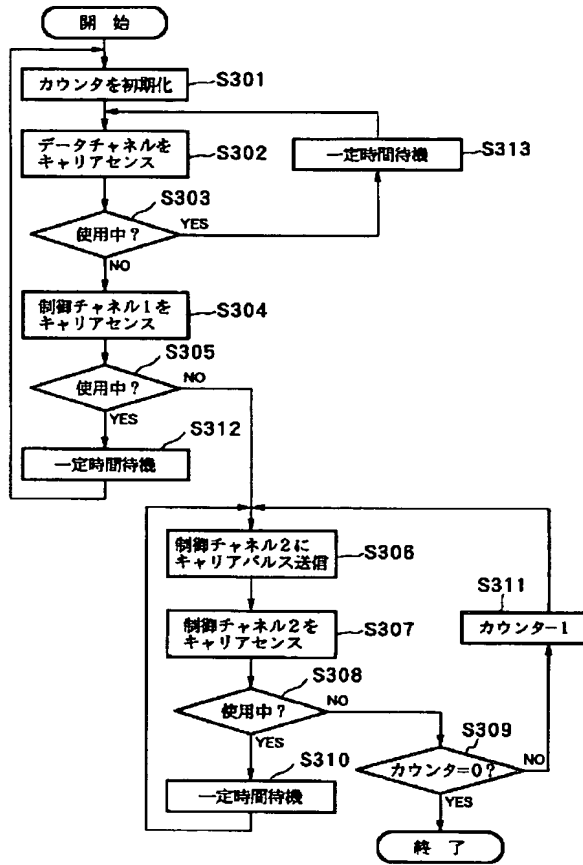 開 始
カウンタを初期化
S301
データチャネルを
キャリアセンス
S302
一定時間待機
S313
S303
使用中?
YES
NO
制御チャネル1を
キャリアセンス
S304
S305
使用中?
NO
YES
S312
一定時間待機
制御チャネル2に
キャリアパルス送信
S306
S311
カウンター1
制御チャネル2を
キャリアセンス
S307
S308
使用中?
NO
YES
S309
カウンタ=0?
NO
YES
S310
一定時間待機
終 了